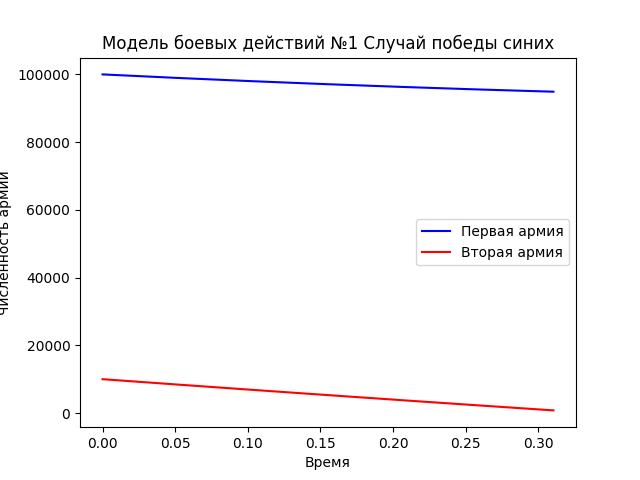 Модель боевых действий №1 Случай победы синих
100000
80000
60000
40000
20000
0
Численность армии
Первая армия
Вторая армия
0.00 0.05 0.10 0.15 0.20 0.25 0.30
Время